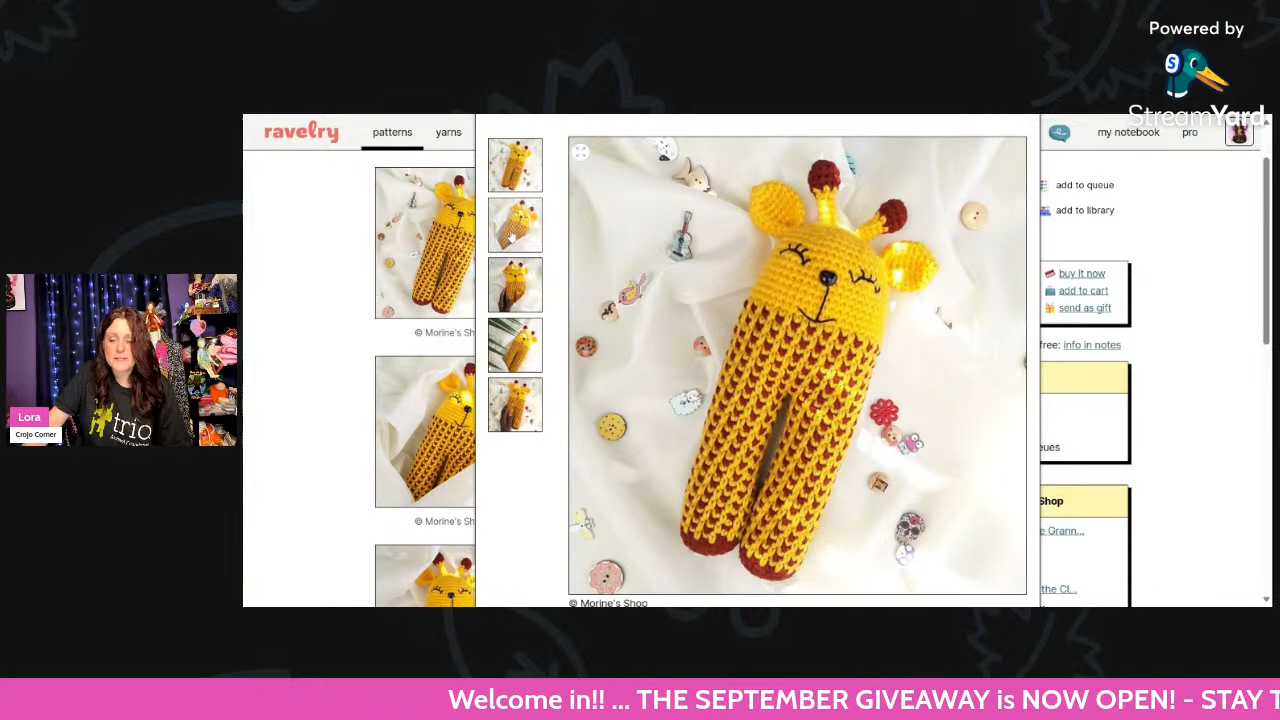 Powered by
StreamYard
ravelry
patterns
yarns
my notebook
pro
add to queue
add to library
buy it now
add to cart
send as gift
free: info in notes
© Morine's Sh
© Morine's Sh
© Morine's Shop
Shop
e Grann...
the Cl...
Lora
Crojo Corner
trio
Welcome in!! ... THE SEPTEMBER GIVEAWAY is NOW OPEN! - STAY T